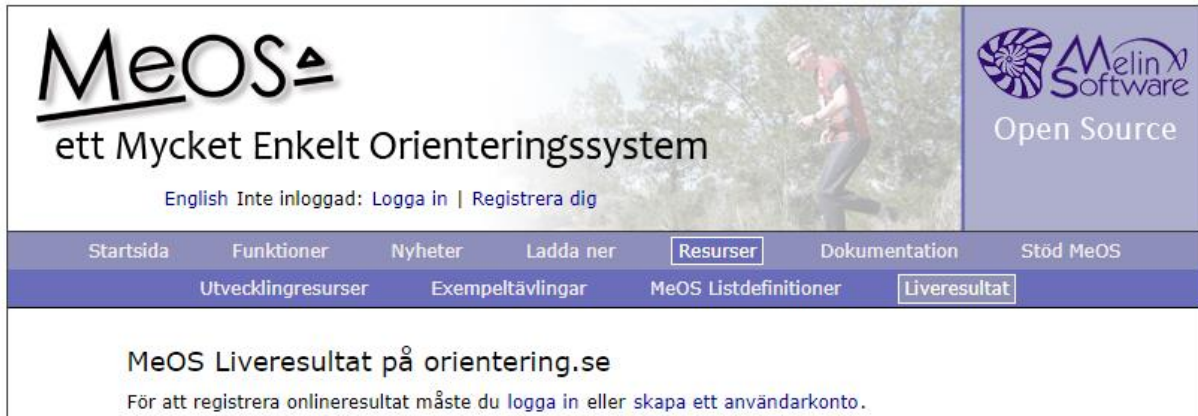 MeOS
ett Mycket Enkelt Orienteringssystem
Melin
Software
Open Source
English Inte inloggad: Logga in | Registrera dig
Startsida Funktioner Nyheter Ladda ner Resurser Dokumentation Stöd MeOS
Utvecklingresurser Exempeltävlingar MeOS Listdefinitioner Liveresultat
MeOS Liveresultat på orientering.se
För att registrera onlineresultat måste du logga in eller skapa ett användarkonto.